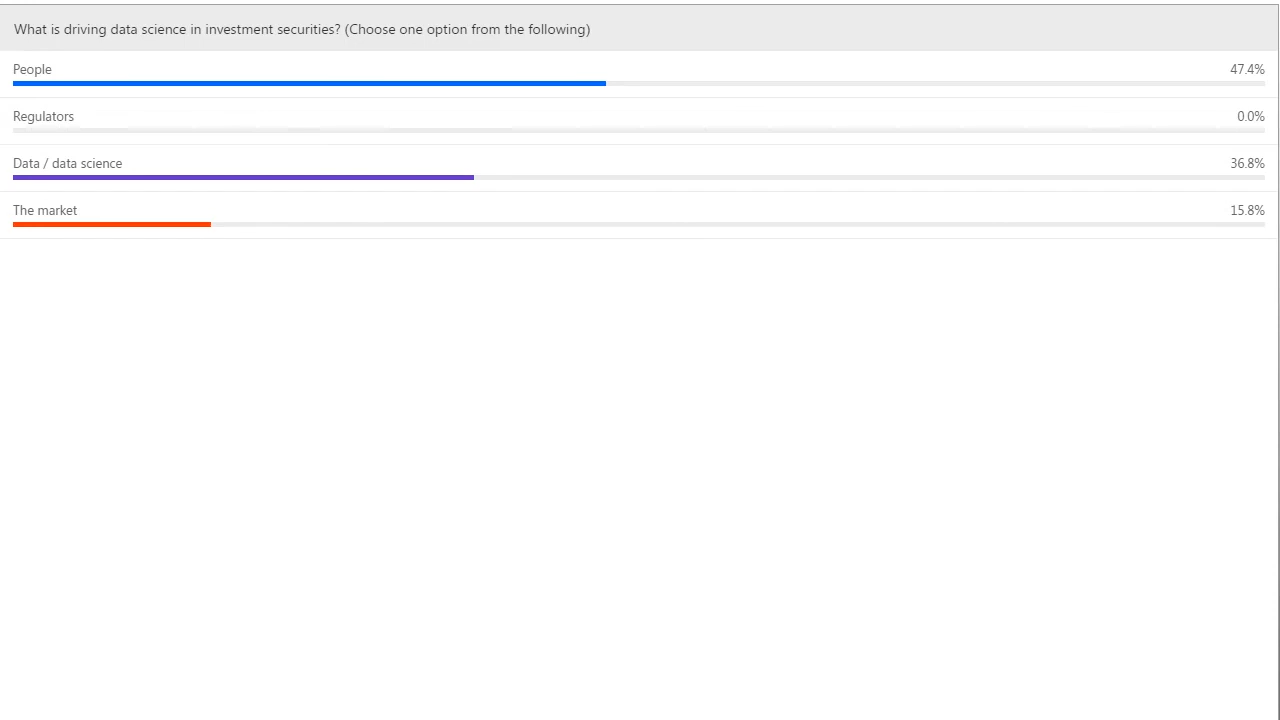 What is driving data science in investment securities? (Choose one option from the following)
People 47.4%
Regulators 0.0%
Data / data science 36.8%
The market 15.8%